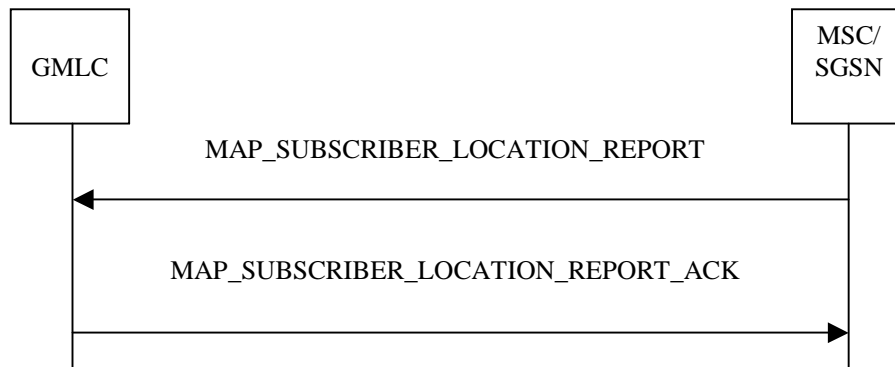 GMLC
MSC/
SGSN
MAP_SUBSCRIBER_LOCATION_REPORT
MAP_SUBSCRIBER_LOCATION_REPORT_ACK